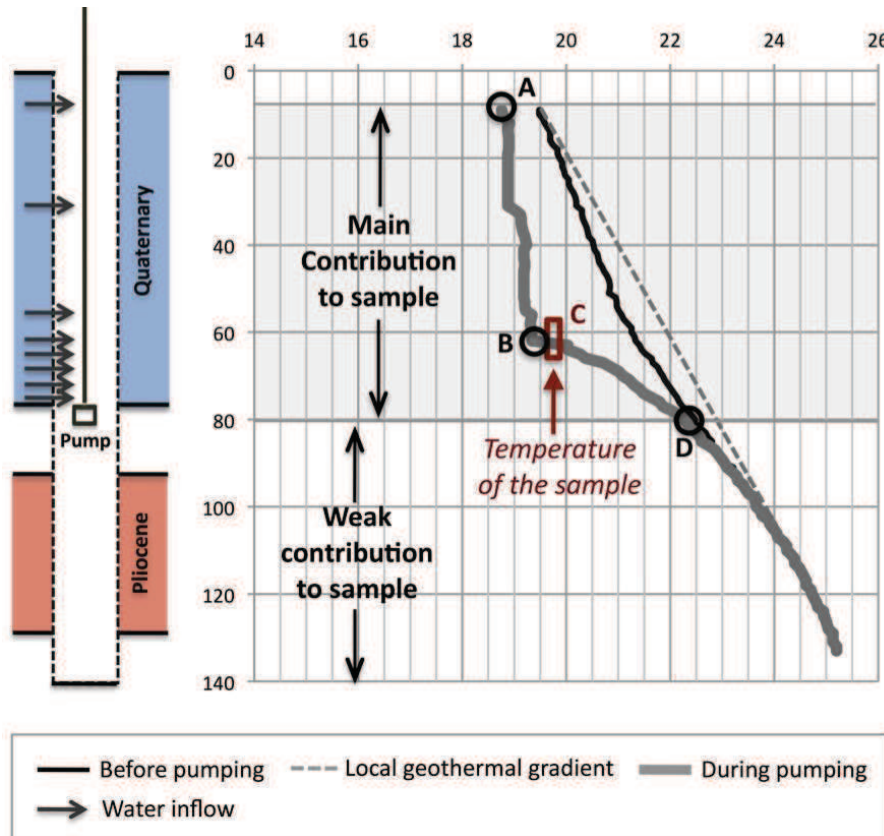 14 16 18 20 22 24 26
0
20
40
60
80
100
120
140
Quaternary
Pump
Pliocene
A
Main
Contribution
to sample
B
C
D
Temperature
of the sample
Weak
contribution
to sample
Before pumping
Local geothermal gradient
During pumping
Water inflow